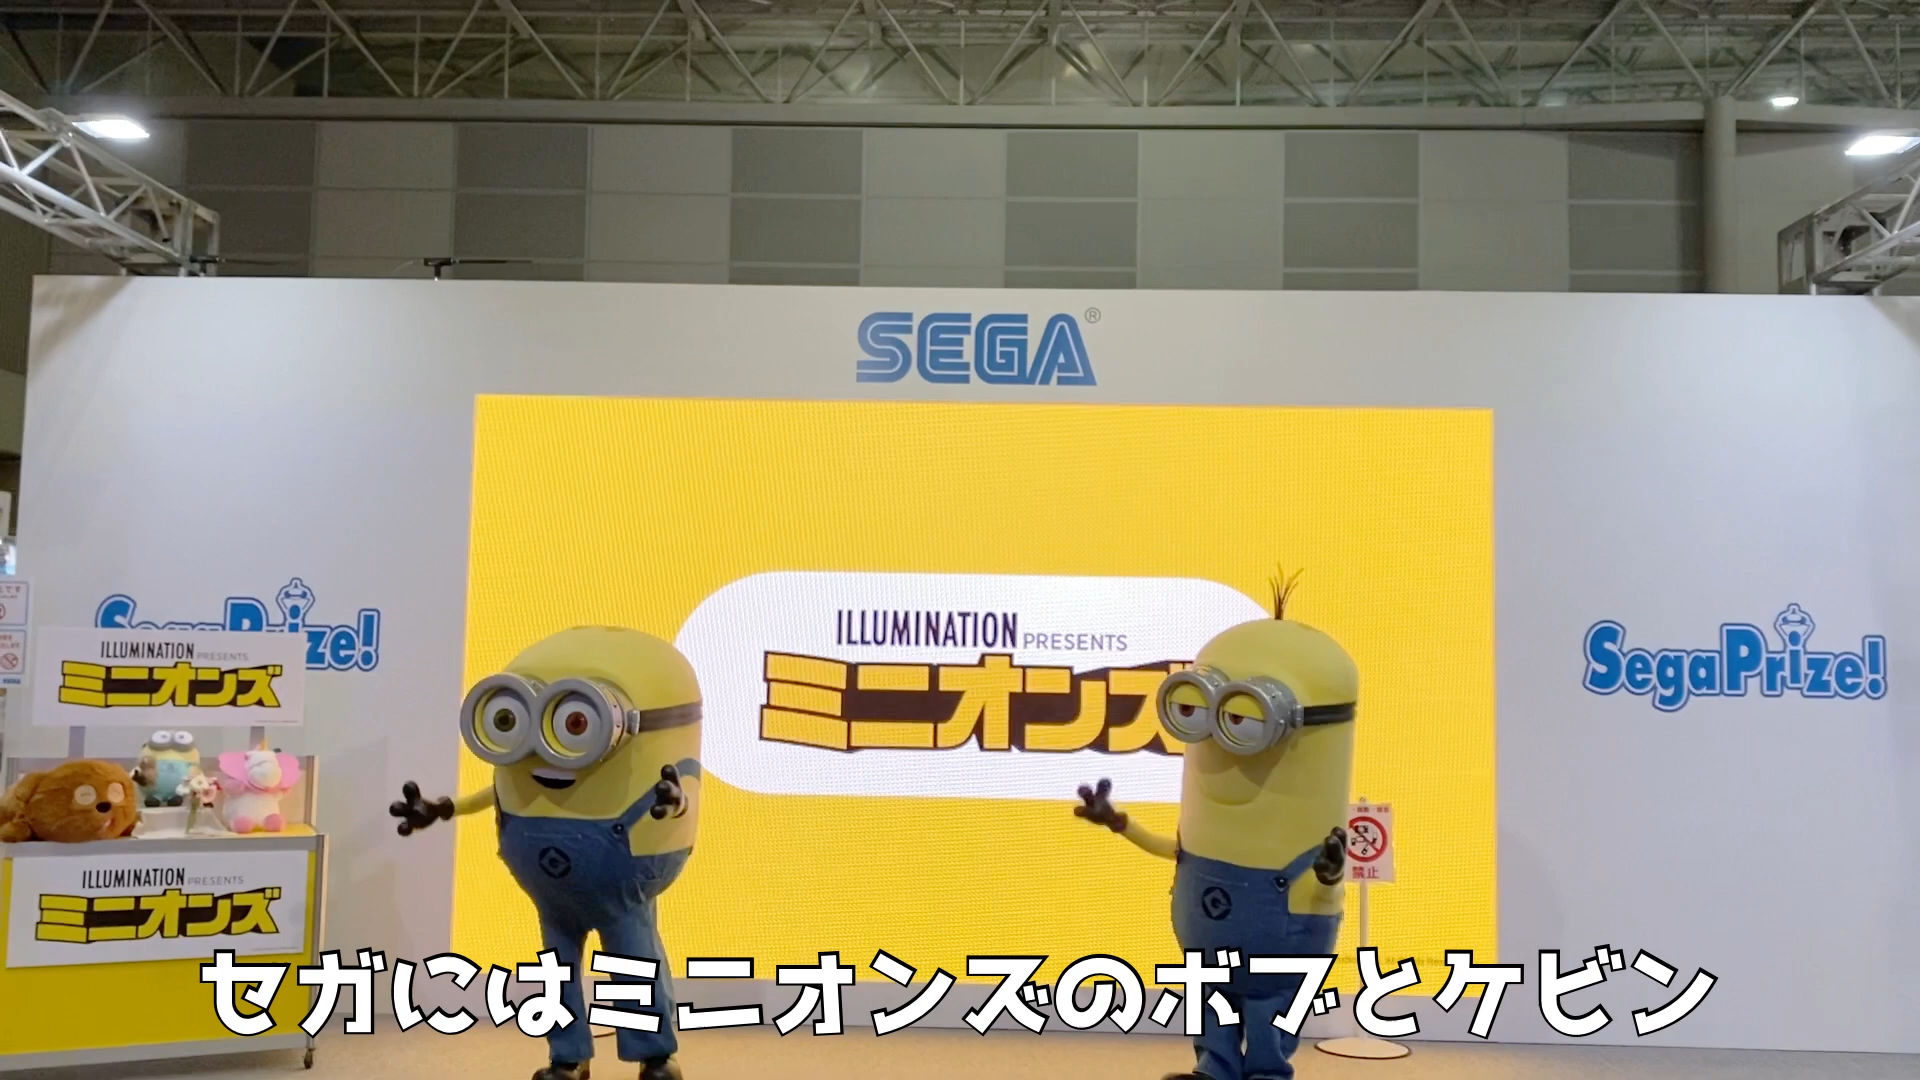 SEGA®
ILLUMINATION PRESENTS
ミニオンズ
SegaPrize!
SegaPrize!
ILLUMINATION PRESENTS
ミニオンズ
ILLUMINATION PRESENTS
ミニオンズ
禁止
セガにはミニオンズのボブとケビン